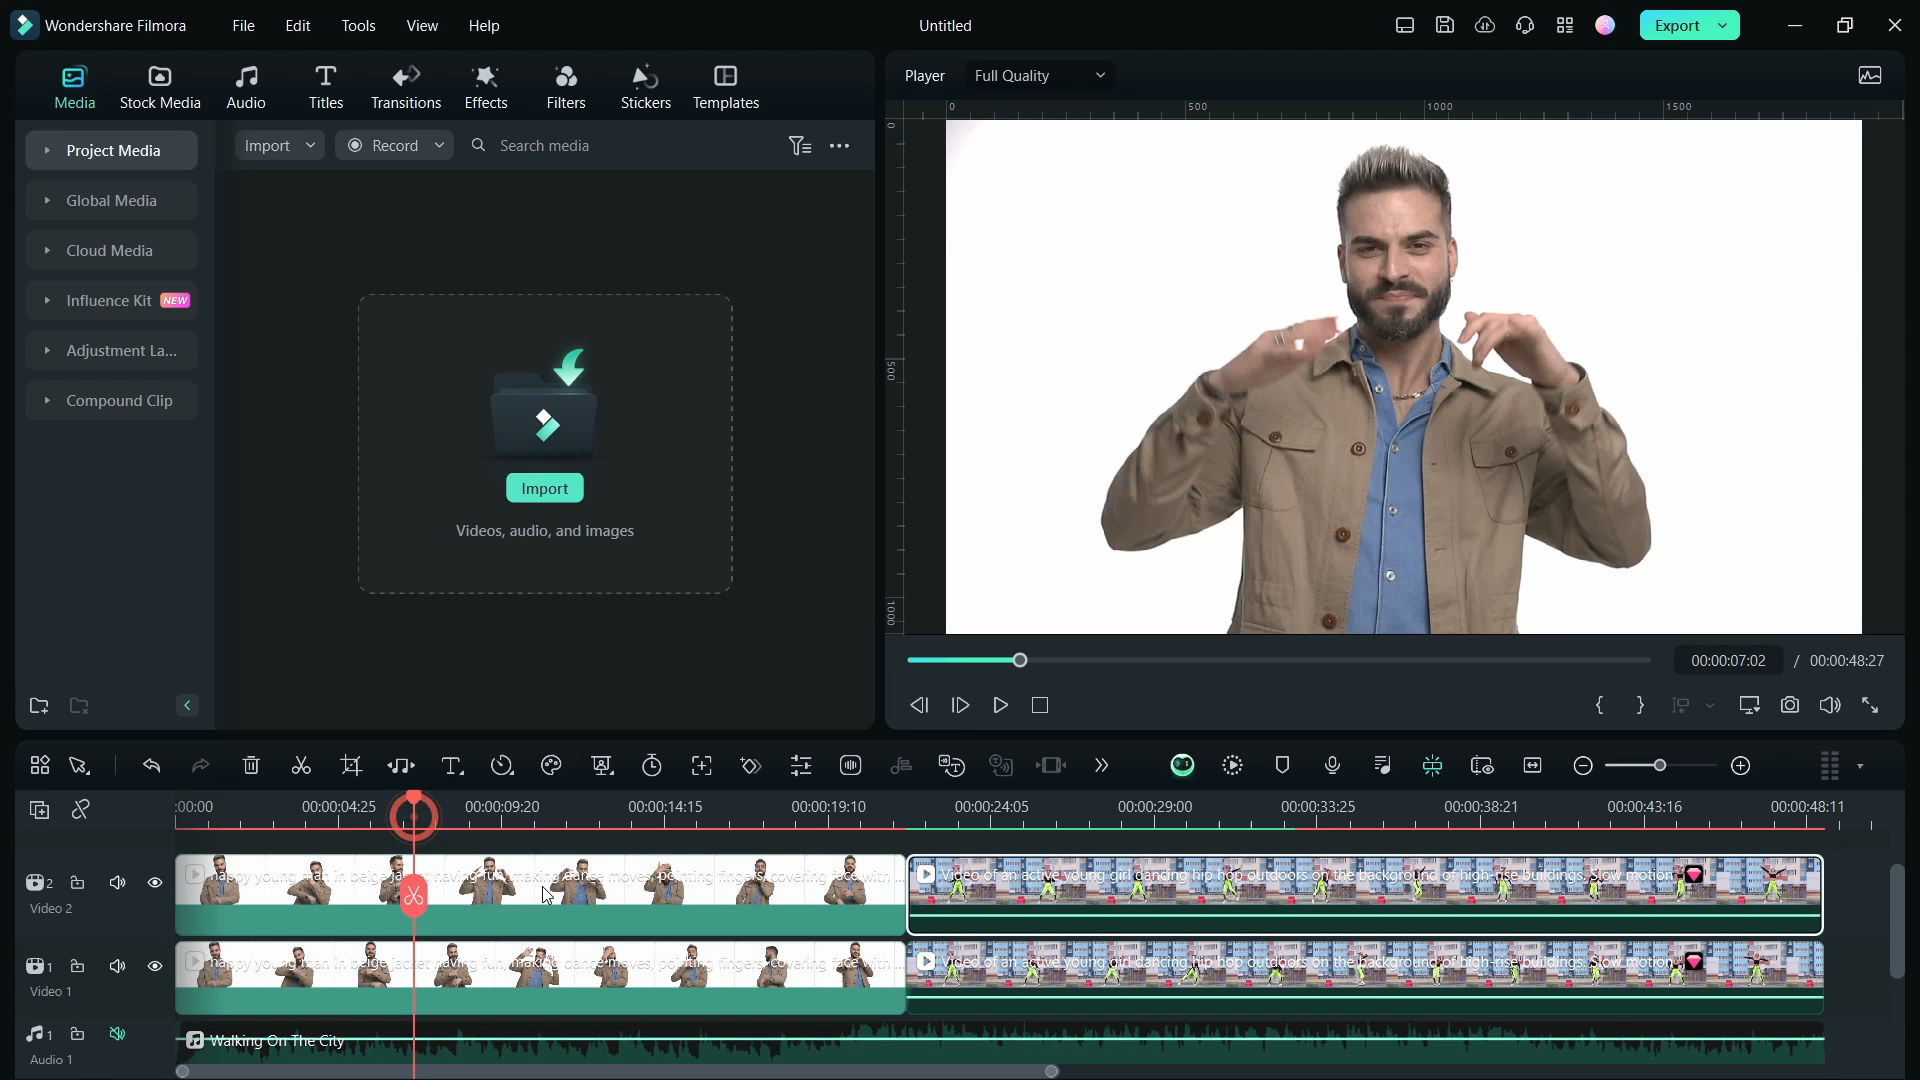 Wondershare Filmora File Edit Tools View Help Untitled Export
Media Stock Media Audio Titles Transitions Effects Filters Stickers Templates
Player Full Quality
Project Media
Global Media
Cloud Media
Influence Kit NEW
Adjustment La...
Compound Clip
Import Record Search media
Import
Videos, audio, and images
0 500 1000 1500
0
500
1000
00:00:07:02 / 00:00:48:27
:00:00 00:00:04:25 00:00:09:20 00:00:14:15 00:00:19:10 00:00:24:05 00:00:29:00 00:00:33:25 00:00:38:21 00:00:43:16 00:00:48:11
2
Video 2
happy young man in beige jacket having fun, making dance moves, pointing fingers, covering face with ...
Video of an active young girl dancing hip hop outdoors on the background of high-rise buildings. Slow motion
1
Video 1
happy young man in beige jacket having fun, making dance moves, pointing fingers, covering face with ...
Video of an active young girl dancing hip hop outdoors on the background of high-rise buildings. Slow motion
1
Audio 1
Walking On The City